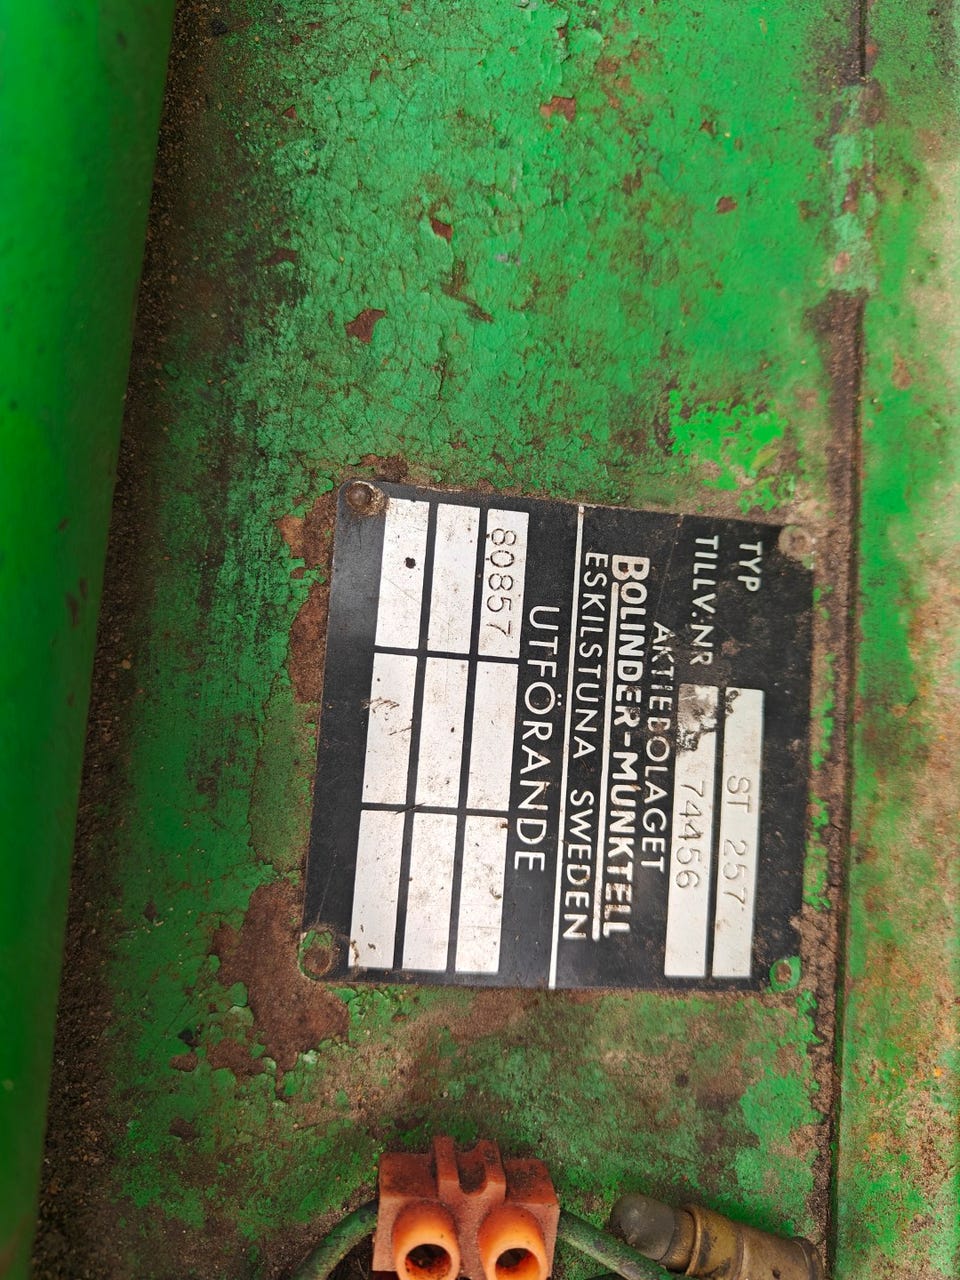 TYP ST 257
TILLV.NR 74456
AKTIEBOLAGET
BOLINDER-MUNKTELL
ESKILSTUNA SWEDEN
UTFÖRANDE
80857